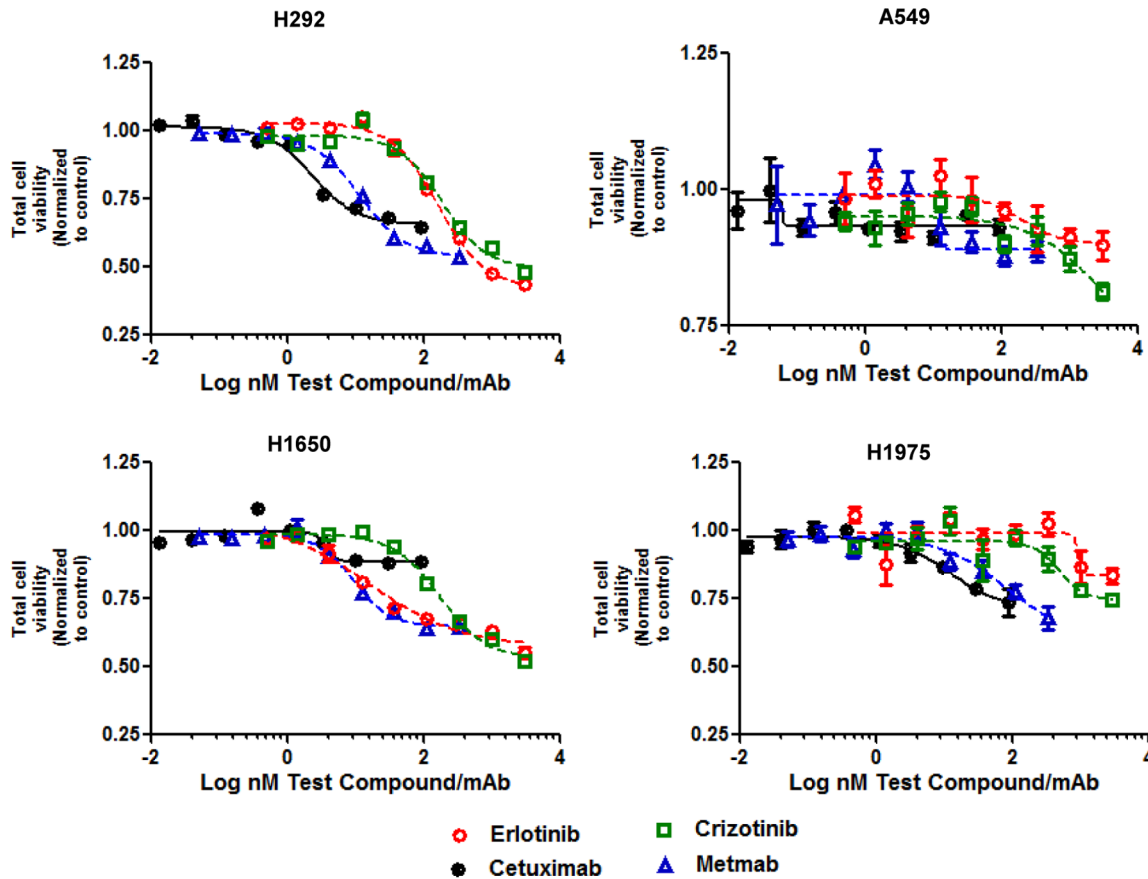 H292
A549
Total cell
viability
(Normalized
to control)
1.25
1.00
0.75
0.50
0.25
-2
0
2
4
Log nM Test Compound/mAb
Total cell
viability
(Normalized
to control)
1.25
1.00
0.75
-2
0
2
4
Log nM Test Compound/mAb
H1650
H1975
Total cell
viability
(Normalized
to control)
1.25
1.00
0.75
0.50
0.25
-2
0
2
4
Log nM Test Compound/mAb
Total cell
viability
(Normalized
to control)
1.25
1.00
0.75
0.50
0.25
-2
0
2
4
Log nM Test Compound/mAb
Erlotinib
Crizotinib
Cetuximab
Metmab